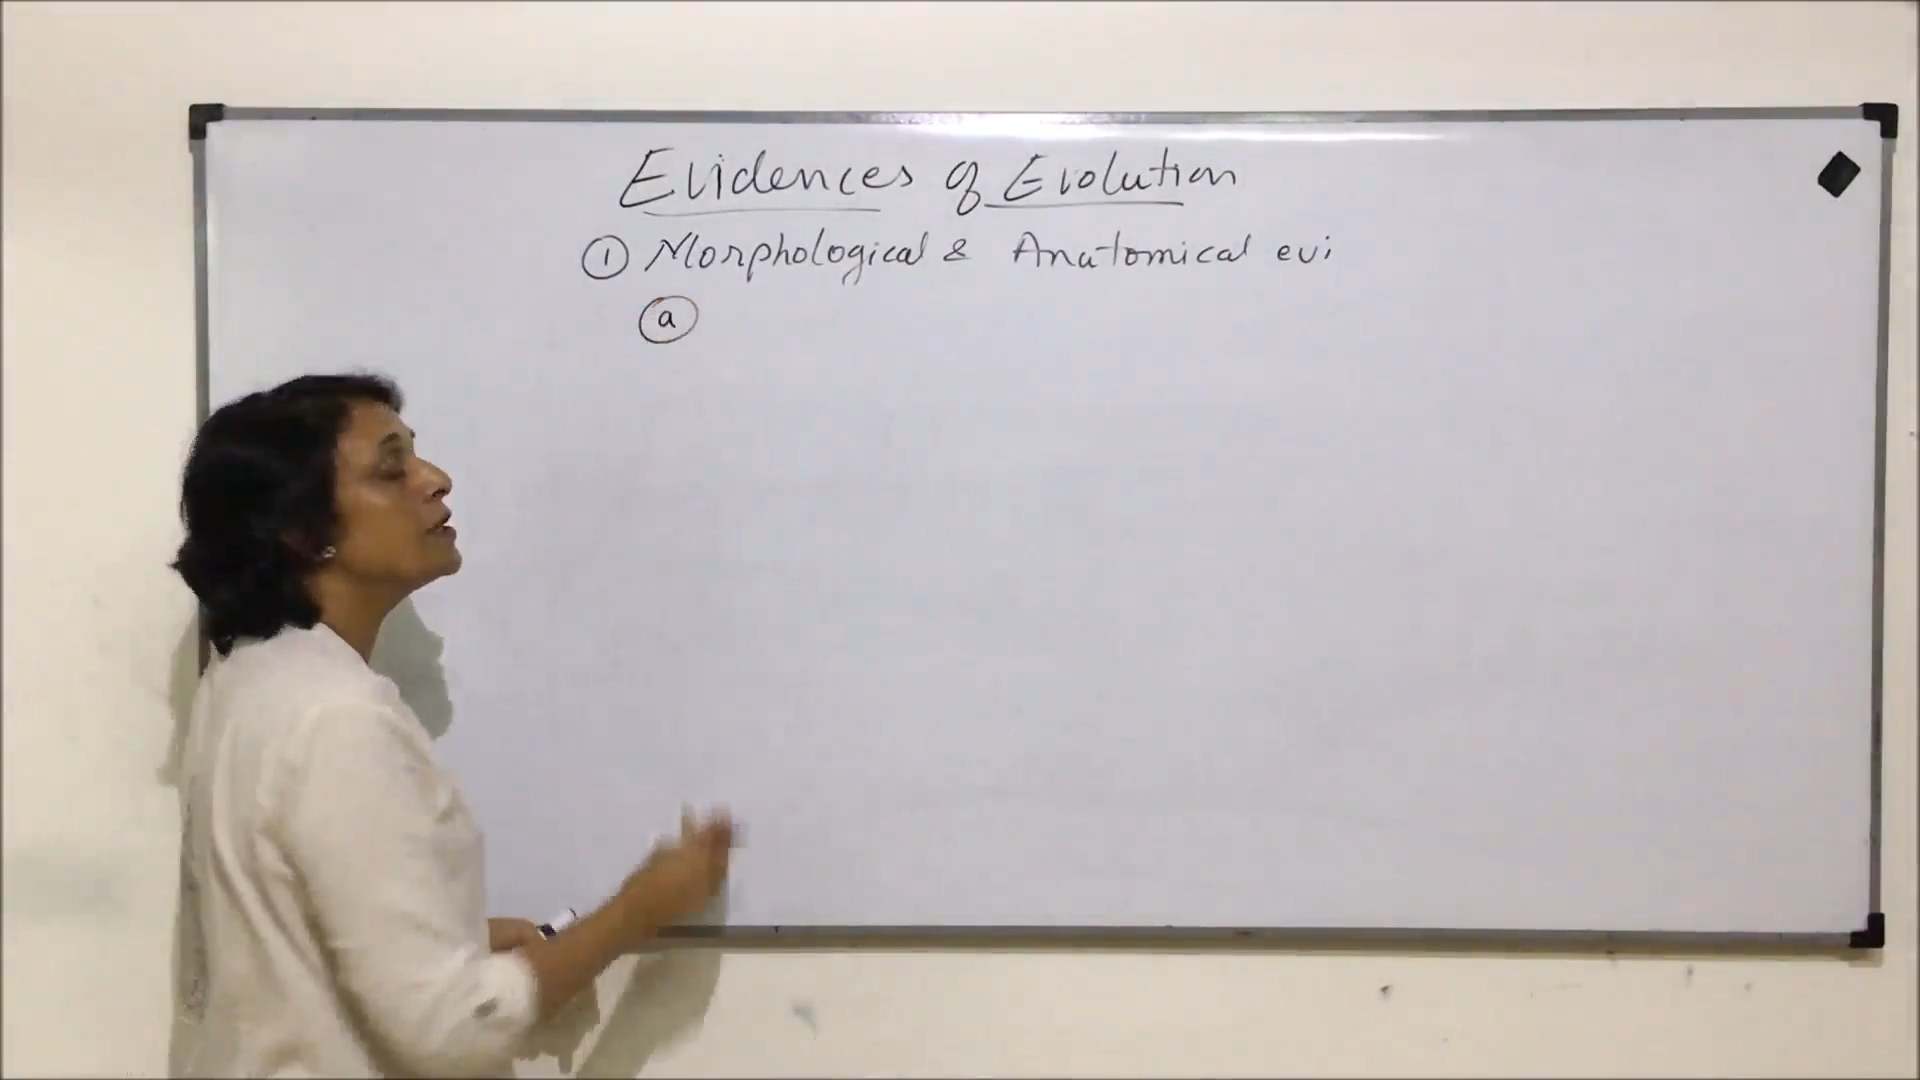 Evidences of Evolution
① Morphological & Anatomical evi
ⓐ